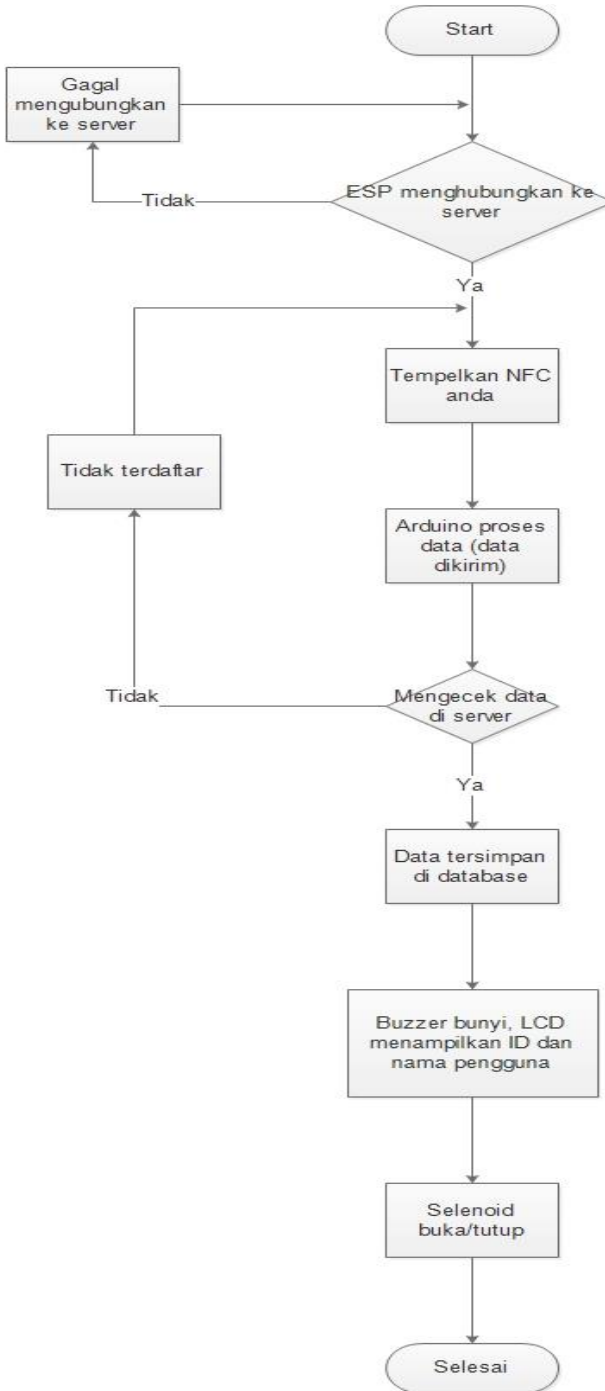 Start
Gagal
mengubungkan
ke server
ESP menghubungkan ke
server
Tidak
Ya
Tempelkan NFC
anda
Tidak terdaftar
Arduino proses
data (data
dikirim)
Mengecek data
di server
Tidak
Ya
Data tersimpan
di database
Buzzer bunyi, LCD
menampilkan ID dan
nama pengguna
Selenoid
buka/tutup
Selesai